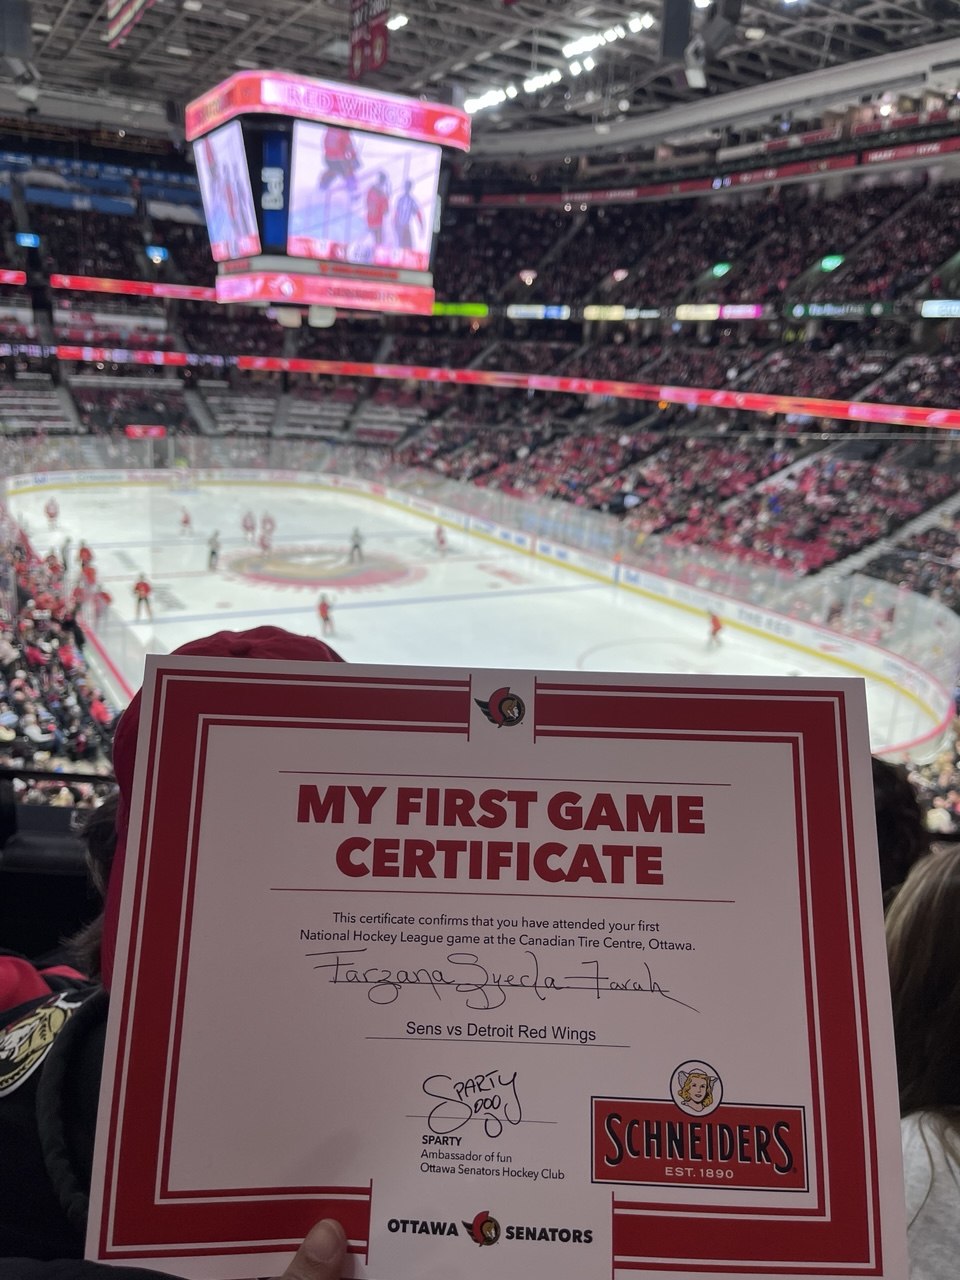 RED WINGS
Bell
MY FIRST GAME
CERTIFICATE
This certificate confirms that you have attended your first
National Hockey League game at the Canadian Tire Centre, Ottawa.
Farzana Syeda Farah
Sens vs Detroit Red Wings
SPARTY
SPARTY
Ambassador of fun
Ottawa Senators Hockey Club
SCHNEIDERS
EST. 1890
OTTAWA SENATORS